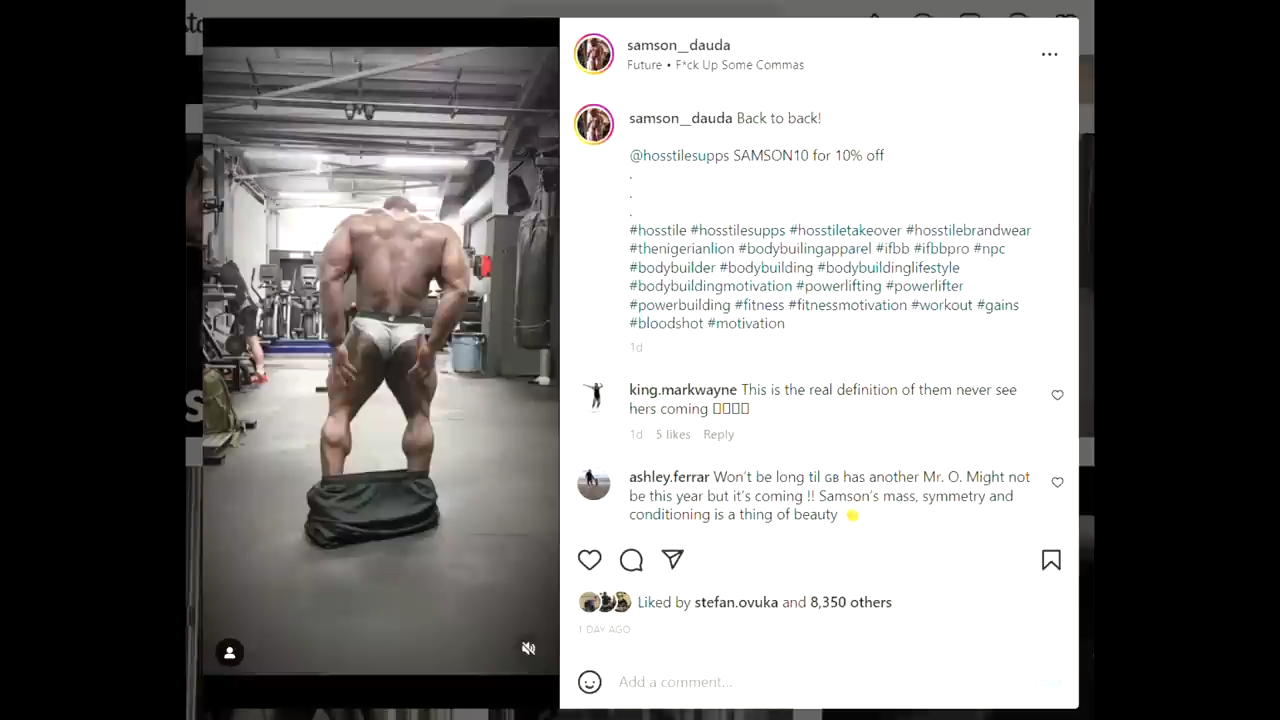 samson__dauda
Future • F*ck Up Some Commas
samson__dauda Back to back!
@hosstilesupps SAMSON10 for 10% off
.
.
.
#hosstile #hosstilesupps #hosstiletakeover #hosstilebrandwear
#thenigerianlion #bodybuilingapparel #ifbb #ifbbpro #npc
#bodybuilder #bodybuilding #bodybuildinglifestyle
#bodybuildingmotivation #powerlifting #powerlifter
#powerbuilding #fitness #fitnessmotivation #workout #gains
#bloodshot #motivation
1d
king.markwayne This is the real definition of them never see
hers coming
1d 5 likes Reply
ashley.ferrar Won't be long til GB has another Mr. O. Might not
be this year but it's coming !! Samson's mass, symmetry and
conditioning is a thing of beauty
Liked by stefan.ovuka and 8,350 others
1 DAY AGO
Add a comment...